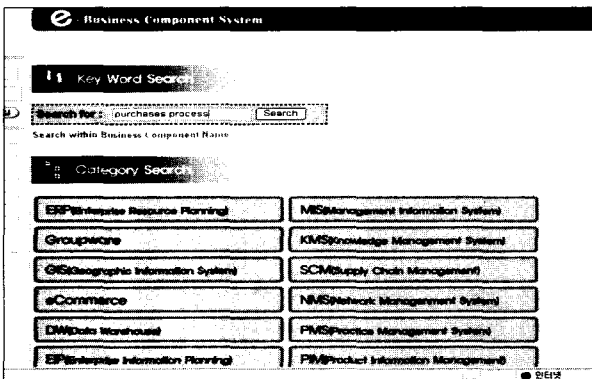 e - Business Component System
Key Word Search
Search for : purchases process Search
Search within Business Component Name
Category Search
ERP(Enterprise Resource Planning) MIS(Management Information System)
Groupware KMS(Knowledge Management System)
GIS(Geographic Information System) SCM(Supply Chain Management)
eCommerce NMS(Network Management System)
DW(Data Warehouse) PMS(Practice Management System)
EIP(Enterprise Information Planning) PIM(Product Information Management)
인터넷